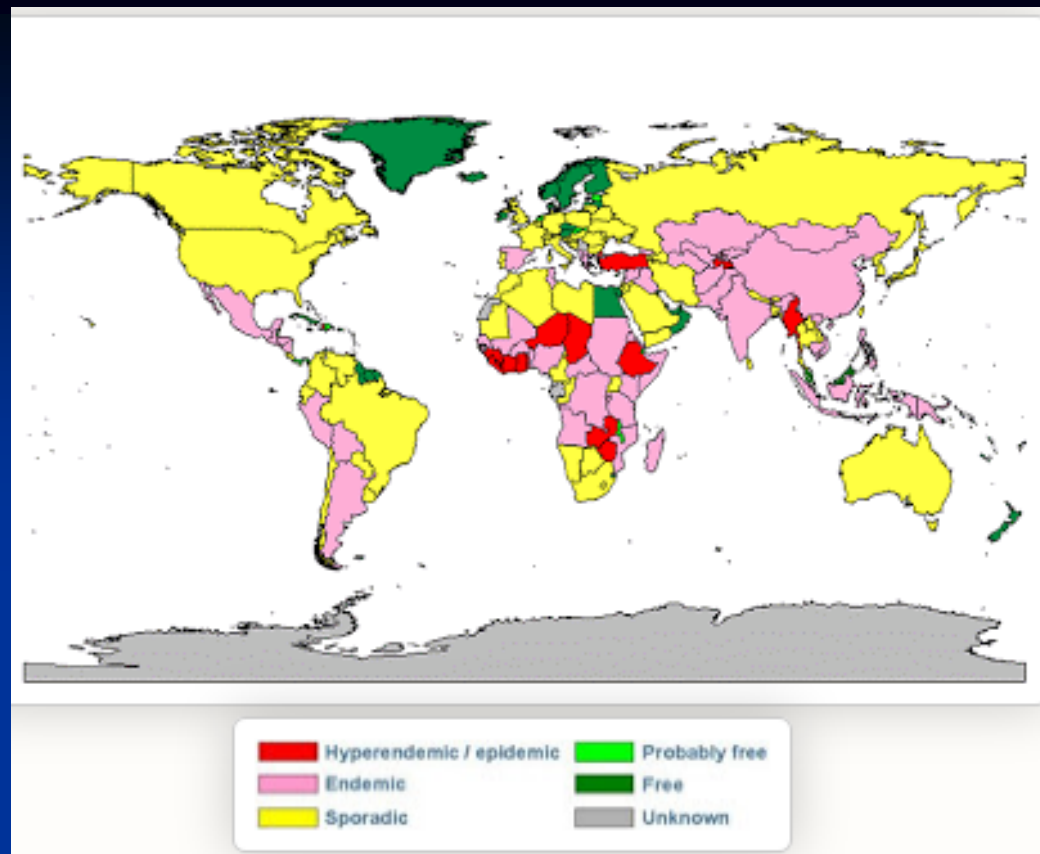 Hyperendemic / epidemic
Probably free
Endemic
Free
Sporadic
Unknown